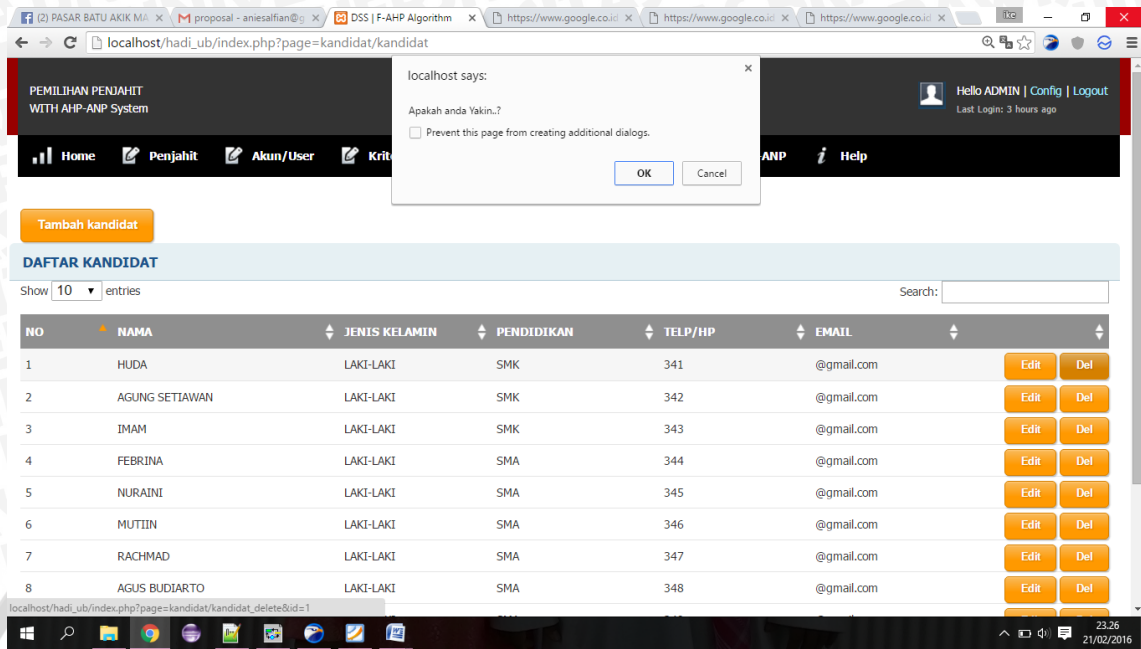 (2) PASAR BATU AKIK MA
proposal - aniesalfian@g
DSS | F-AHP Algorithm
https://www.google.co.id
https://www.google.co.id
https://www.google.co.id
ike
localhost/hadi_ub/index.php?page=kandidat/kandidat
PEMILIHAN PENJAHIT
WITH AHP-ANP System
Hello ADMIN | Config | Logout
Last Login: 3 hours ago
localhost says:
Apakah anda Yakin..?
Prevent this page from creating additional dialogs.
OK Cancel
Home Penjahit Akun/User Krit ANP Help
Tambah kandidat
DAFTAR KANDIDAT
Show 10 entries Search:
NO NAMA JENIS KELAMIN PENDIDIKAN TELP/HP EMAIL
1 HUDA LAKI-LAKI SMK 341 @gmail.com Edit Del
2 AGUNG SETIAWAN LAKI-LAKI SMK 342 @gmail.com Edit Del
3 IMAM LAKI-LAKI SMK 343 @gmail.com Edit Del
4 FEBRINA LAKI-LAKI SMA 344 @gmail.com Edit Del
5 NURAINI LAKI-LAKI SMA 345 @gmail.com Edit Del
6 MUTIIN LAKI-LAKI SMA 346 @gmail.com Edit Del
7 RACHMAD LAKI-LAKI SMA 347 @gmail.com Edit Del
8 AGUS BUDIARTO LAKI-LAKI SMA 348 @gmail.com Edit Del
localhost/hadi_ub/index.php?page=kandidat/kandidat_delete&id=1
23.26
21/02/2016